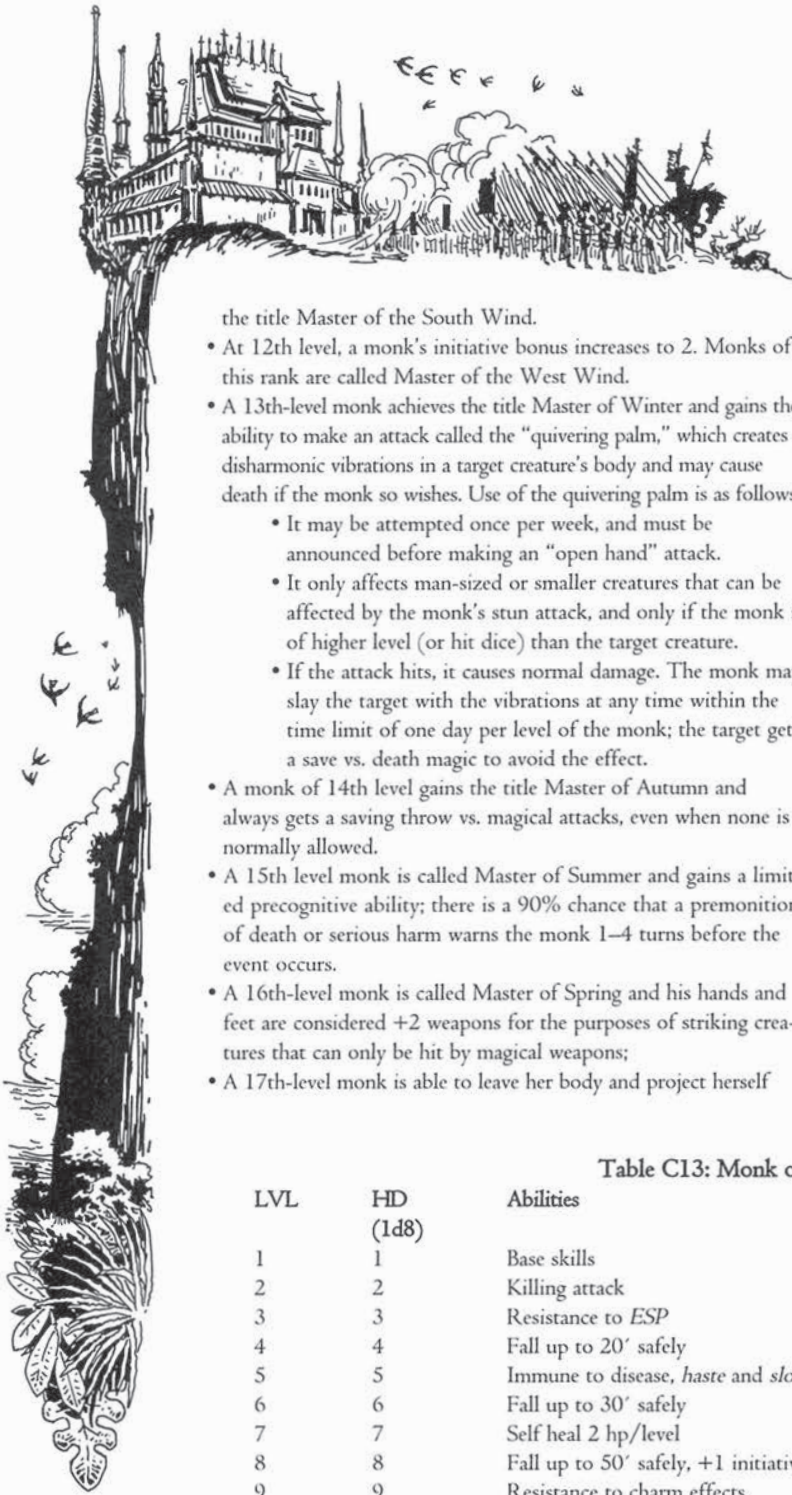 the title Master of the South Wind.
• At 12th level, a monk's initiative bonus increases to 2. Monks of
this rank are called Master of the West Wind.
• A 13th-level monk achieves the title Master of Winter and gains the
ability to make an attack called the “quivering palm,” which creates
disharmonic vibrations in a target creature's body and may cause
death if the monk so wishes. Use of the quivering palm is as follows
• It may be attempted once per week, and must be
announced before making an “open hand” attack.
• It only affects man-sized or smaller creatures that can be
affected by the monk's stun attack, and only if the monk
of higher level (or hit dice) than the target creature.
• If the attack hits, it causes normal damage. The monk may
slay the target with the vibrations at any time within the
time limit of one day per level of the monk; the target get
a save vs. death magic to avoid the effect.
• A monk of 14th level gains the title Master of Autumn and
always gets a saving throw vs. magical attacks, even when none is
normally allowed.
• A 15th level monk is called Master of Summer and gains a limit
ed precognitive ability; there is a 90% chance that a premonition
of death or serious harm warns the monk 1–4 turns before the
event occurs.
• A 16th-level monk is called Master of Spring and his hands and
feet are considered +2 weapons for the purposes of striking crea-
tures that can only be hit by magical weapons;
• A 17th-level monk is able to leave her body and project herself
Table C13: Monk
LVL HD Abilities
(1d8)
1 1 Base skills
2 2 Killing attack
3 3 Resistance to ESP
4 4 Fall up to 20′ safely
5 5 Immune to disease, haste and slo
6 6 Fall up to 30′ safely
7 7 Self heal 2 hp/level
8 8 Fall up to 50′ safely, +1 initiativ
9 9 Resistance to charm effects